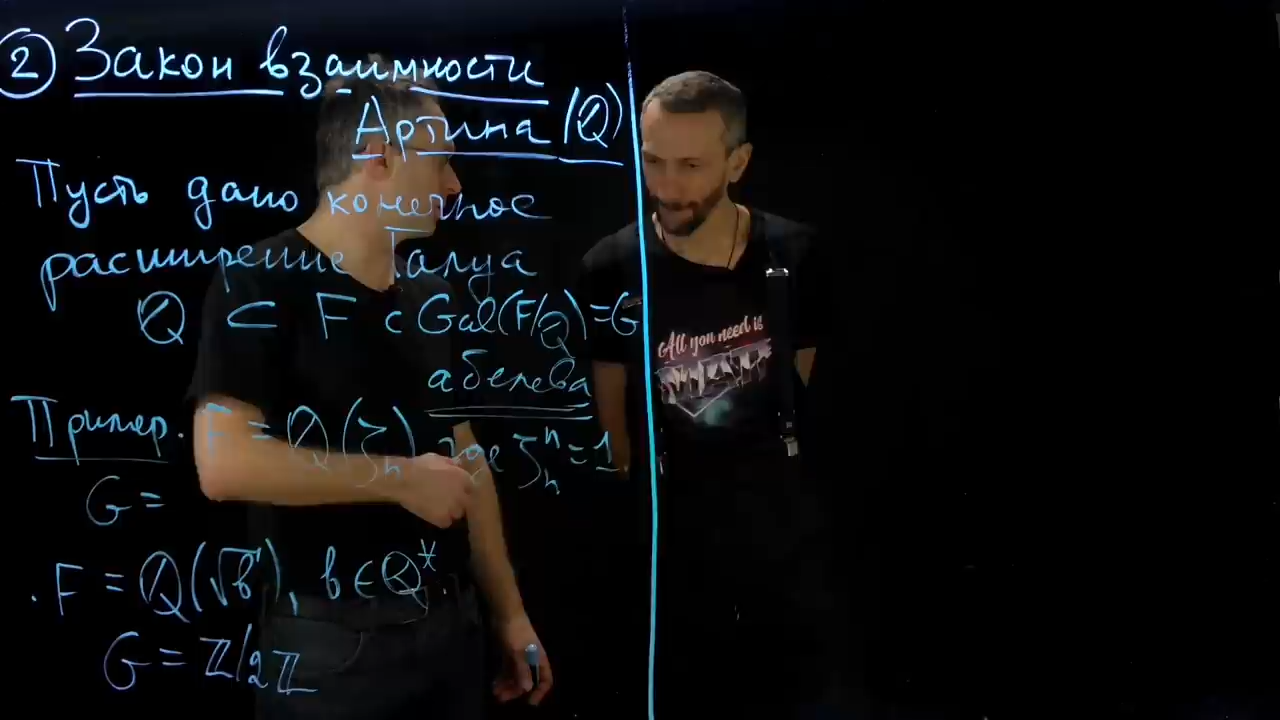 ② Закон взаимности
Артина (ℚ)
Пусть дано конечное
расширение Галуа
ℚ ⊂ F с Gal(F/ℚ)=G
абелева
Пример. F = ℚ(ζₙ) где ζₙⁿ=1
G =
. F = ℚ(√b), b ∈ ℚ*
G = ℤ/2ℤ
All you need is